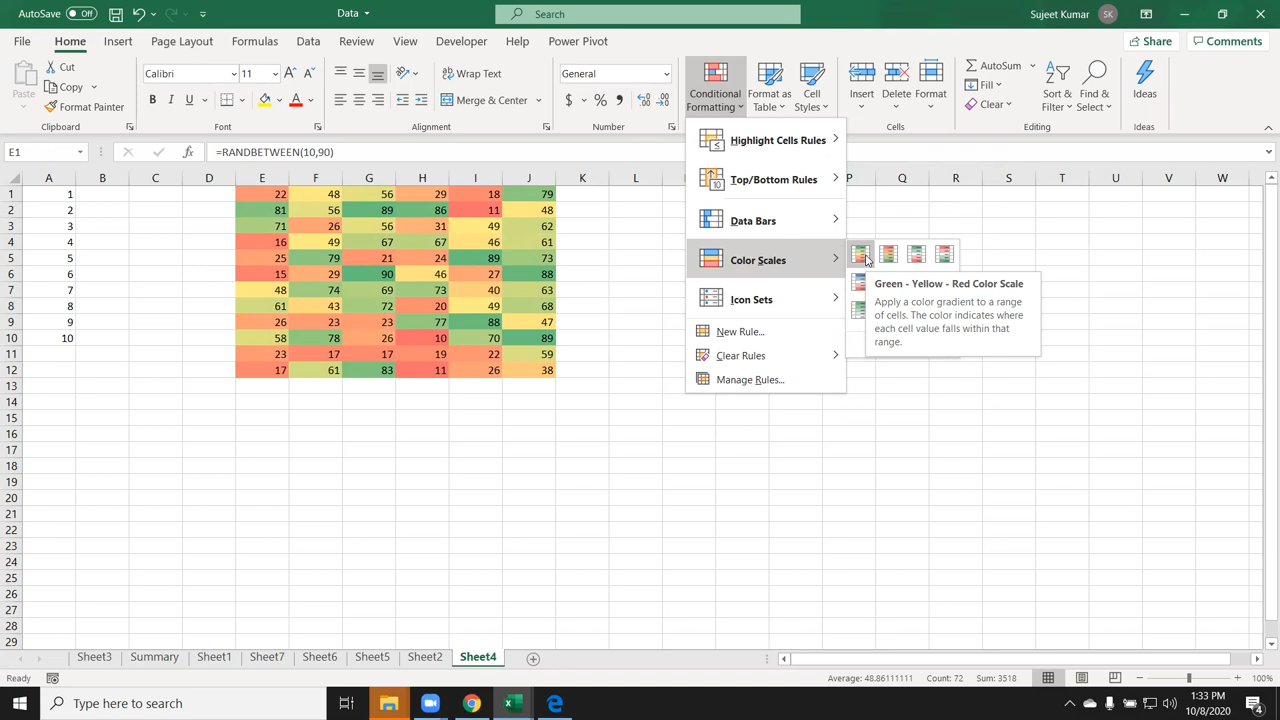 AutoSave Off Data Search Sujeet Kumar SK
File Home Insert Page Layout Formulas Data Review View Developer Help Power Pivot Share Comments
Cut Calibri 11 Wrap Text General AutoSum
Paste Copy Merge & Center Conditional Formatting Format as Table Cell Styles Insert Delete Format Fill Sort & Filter Find & Select Ideas
Format Painter Clear
Clipboard Font Alignment Number Cells Editing Ideas
E1 fx =RANDBETWEEN(10,90)
A B C D E F G H I J K L P Q R S T U V W
1 1 22 48 56 29 18 79
2 2 81 56 89 86 11 48
3 3 71 26 56 31 49 62
4 4 16 49 67 67 46 61
5 5 25 79 21 24 89 73
6 6 15 29 90 46 27 88
7 7 48 74 69 73 40 63
8 8 61 43 72 20 49 68
9 9 26 23 23 77 88 47
10 10 58 78 26 10 70 89
11 23 17 17 19 22 59
12 17 61 83 11 26 38
13
14
15
16
17
18
19
20
21
22
23
24
25
26
27
28
29
Highlight Cells Rules
Top/Bottom Rules
Data Bars
Color Scales
Icon Sets
New Rule...
Clear Rules
Manage Rules...
Green - Yellow - Red Color Scale
Apply a color gradient to a range
of cells. The color indicates where
each cell value falls within that
range.
Sheet3 Summary Sheet1 Sheet7 Sheet6 Sheet5 Sheet2 Sheet4
Ready Average: 48.86111111 Count: 72 Sum: 3518 100%
Type here to search 1:33 PM
10/8/2020